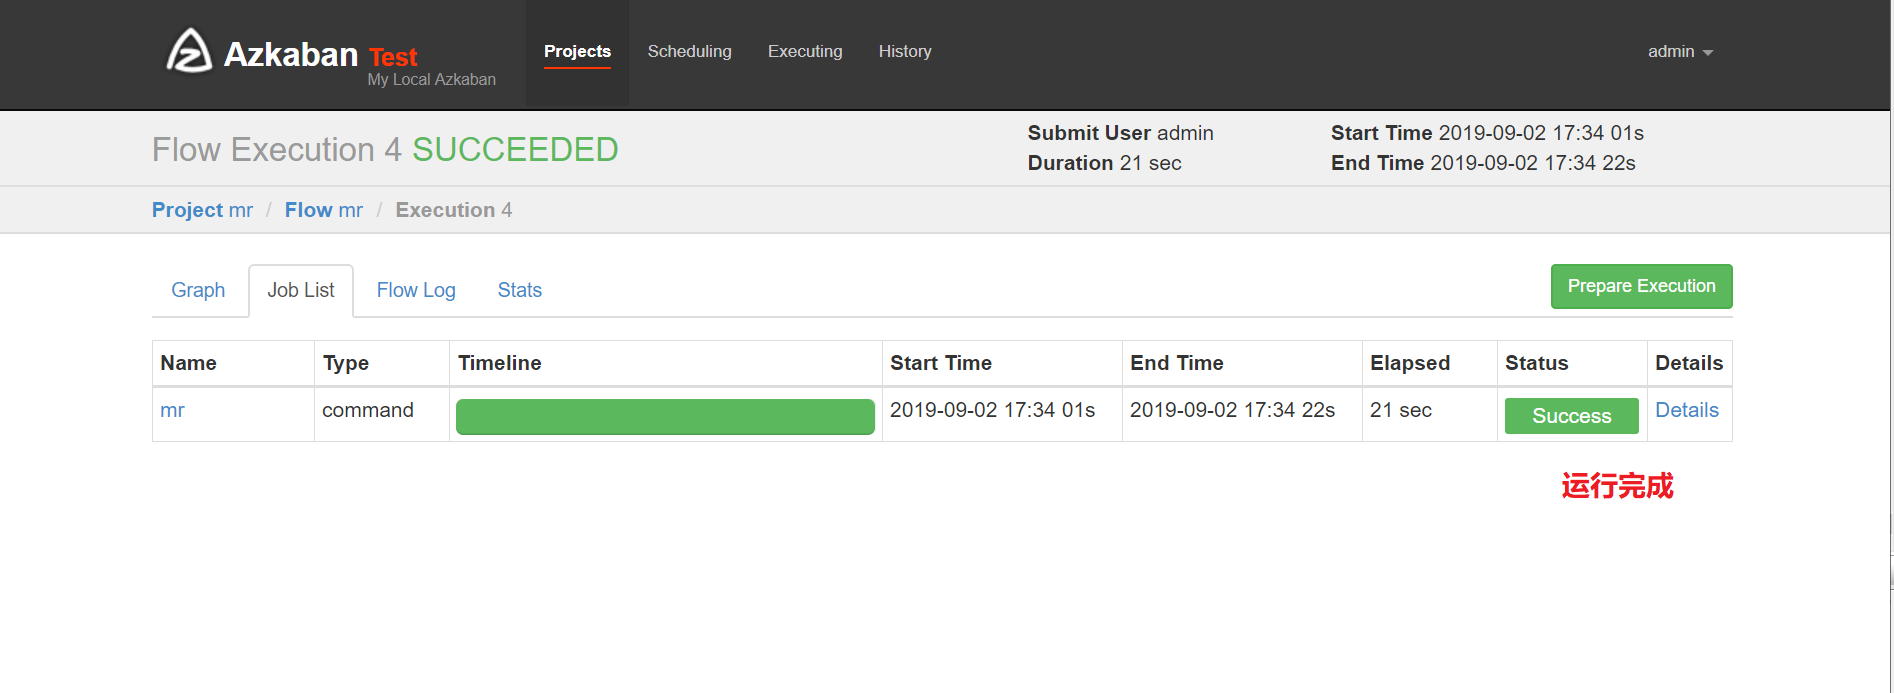 Azkaban Test
My Local Azkaban
Projects Scheduling Executing History admin
Flow Execution 4 SUCCEEDED
Submit User admin Start Time 2019-09-02 17:34 01s
Duration 21 sec End Time 2019-09-02 17:34 22s
Project mr / Flow mr / Execution 4
Graph Job List Flow Log Stats Prepare Execution
Name Type Timeline Start Time End Time Elapsed Status Details
mr command 2019-09-02 17:34 01s 2019-09-02 17:34 22s 21 sec Success Details
运行完成